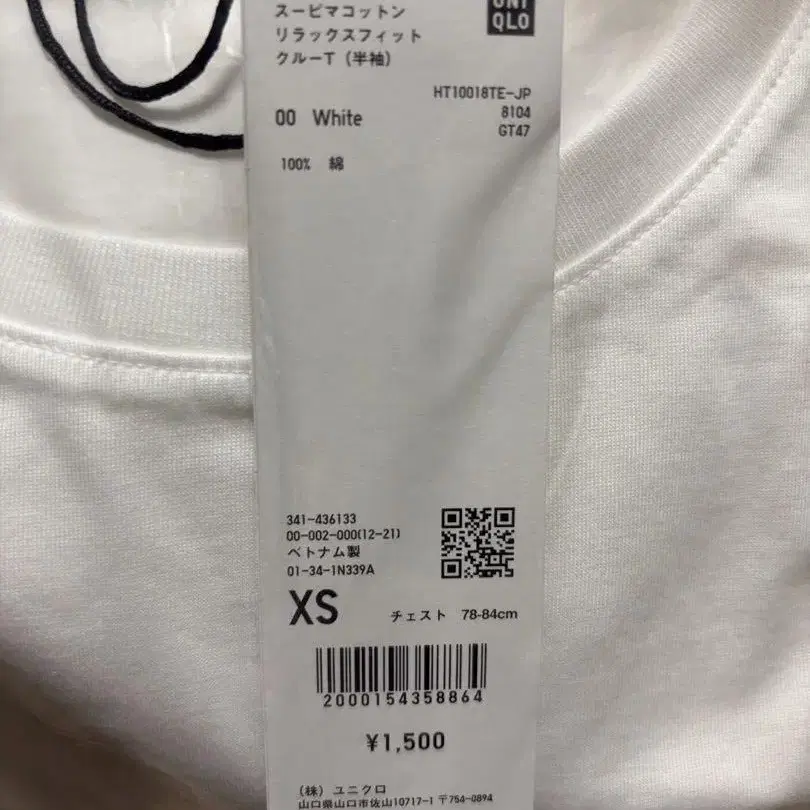 スーピマコットン
UNI
QLO
リラックスフィット
クルーT（半袖）
HT10018TE-JP
8104
GT47
00 White
100% 綿
341-436133
00-002-000(12-21)
ベトナム製
01-34-1N339A
XS チェスト 78-84cm
2000154358864
¥1,500
（株）ユニクロ
山口県山口市佐山10717-1 〒754-0894